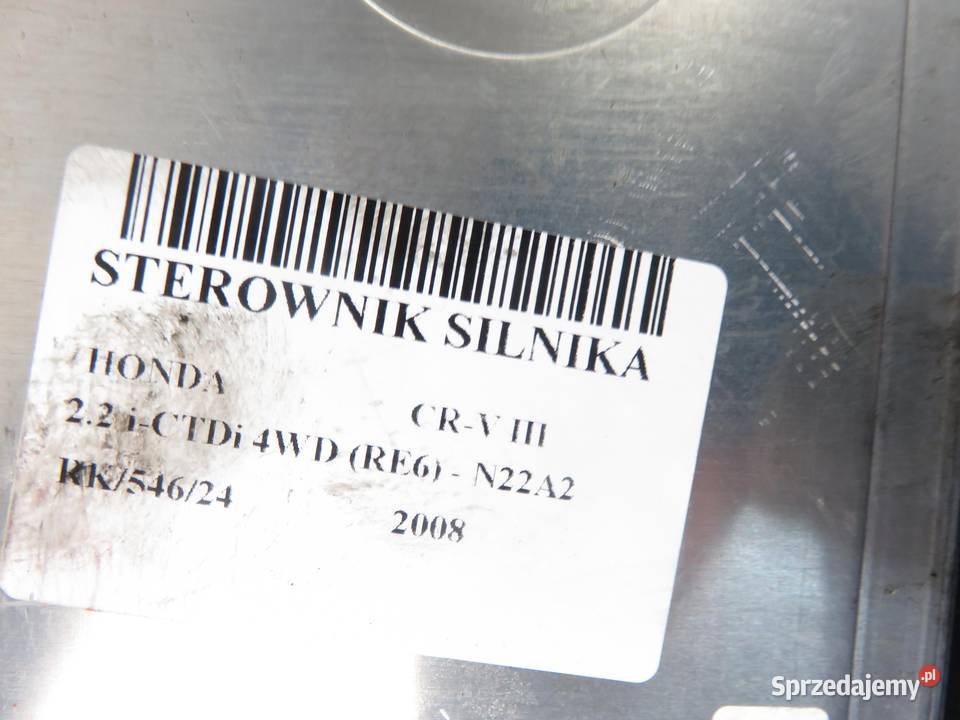 STEROWNIK SILNIKA
HONDA CR-V III
2.2 i-CTDi 4WD (RE6) - N22A2
RK/546/24 2008
Sprzedajemy.pl